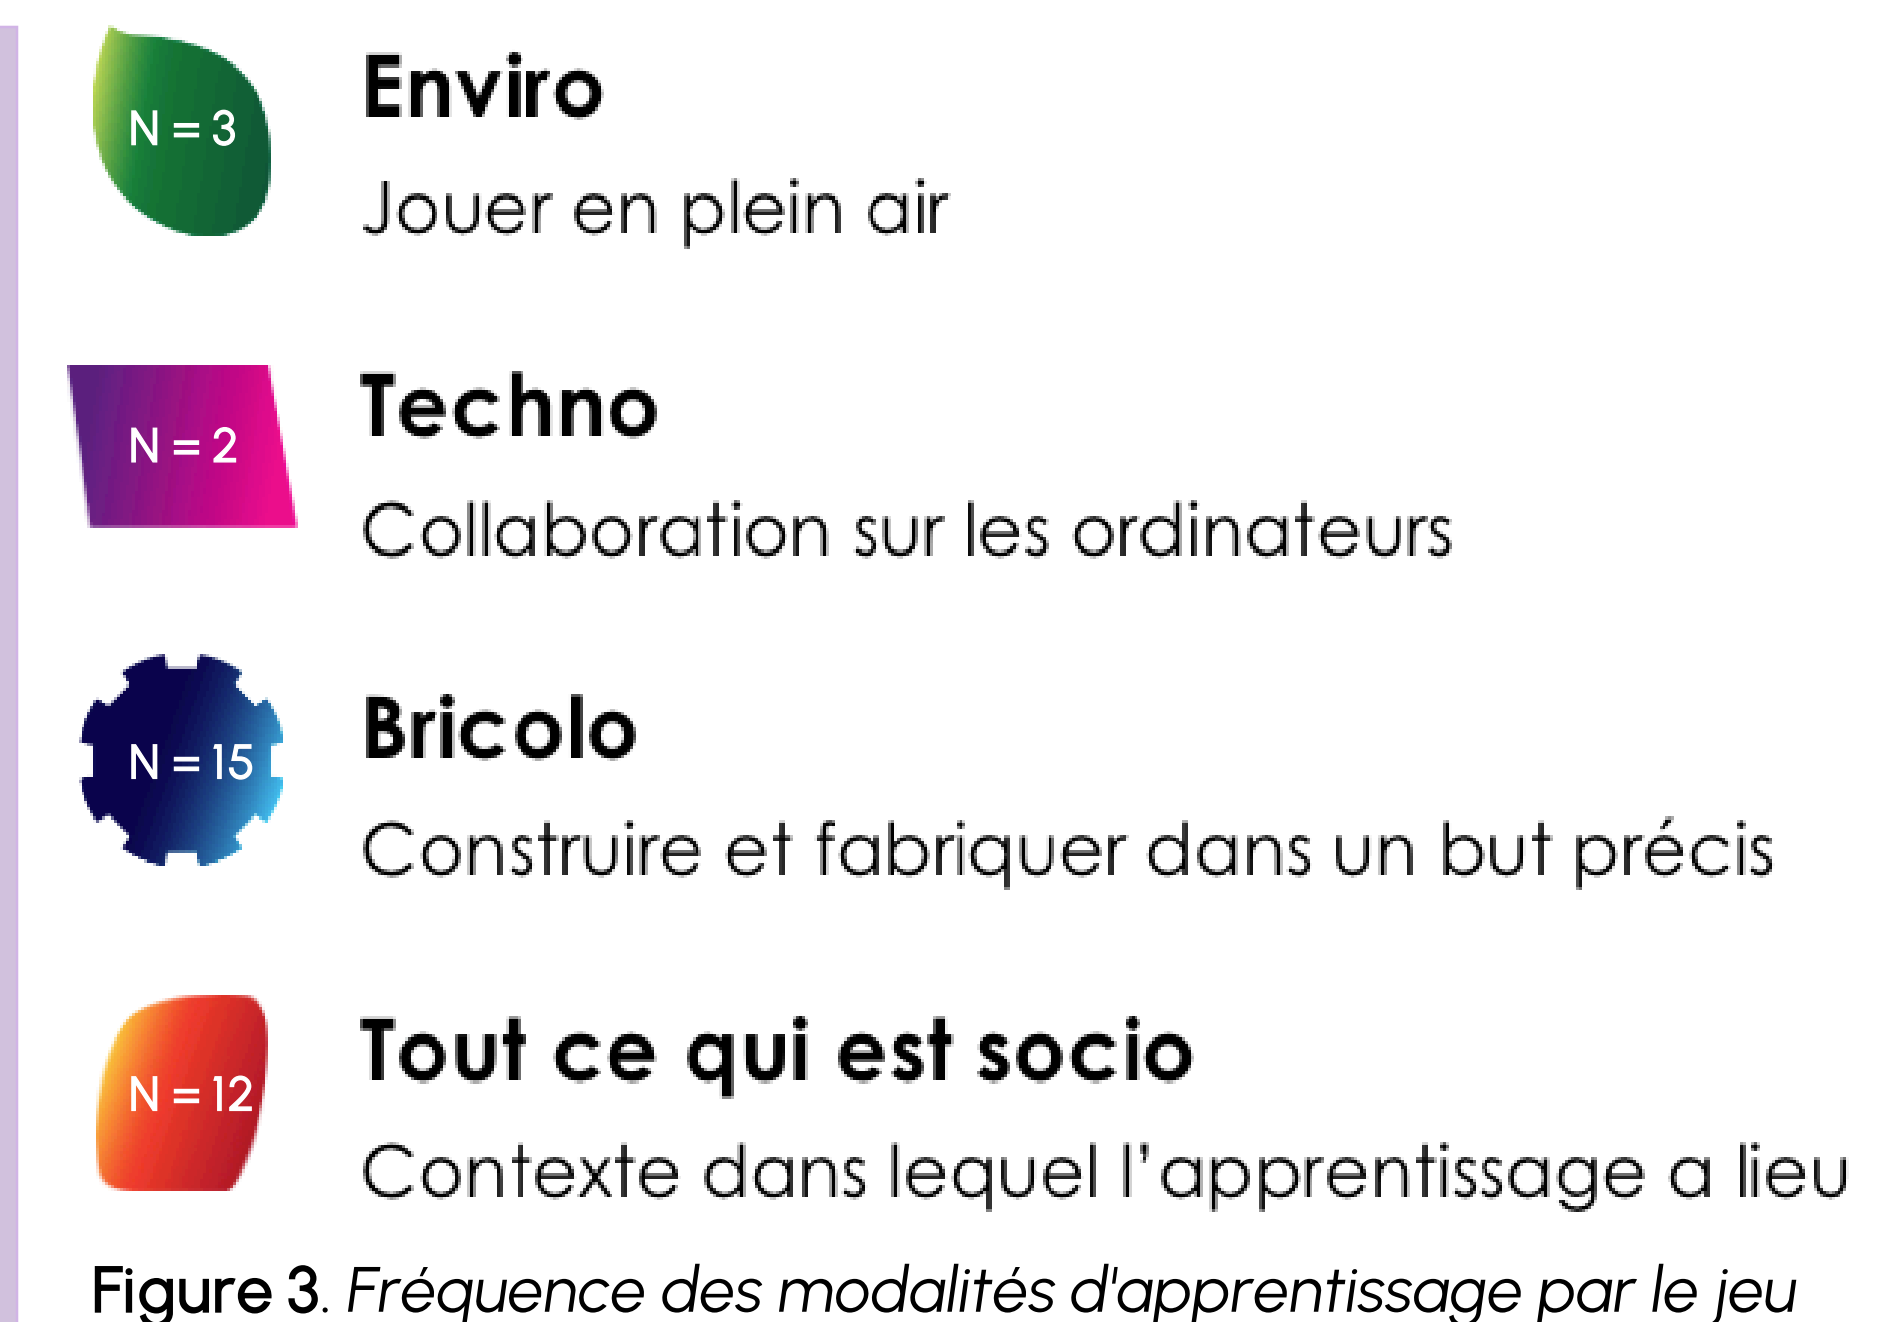 N = 3
Enviro
Jouer en plein air
N = 2
Techno
Collaboration sur les ordinateurs
N = 15
Bricolo
Construire et fabriquer dans un but précis
N = 12
Tout ce qui est socio
Contexte dans lequel l’apprentissage a lieu
Figure 3. Fréquence des modalités d'apprentissage par le jeu